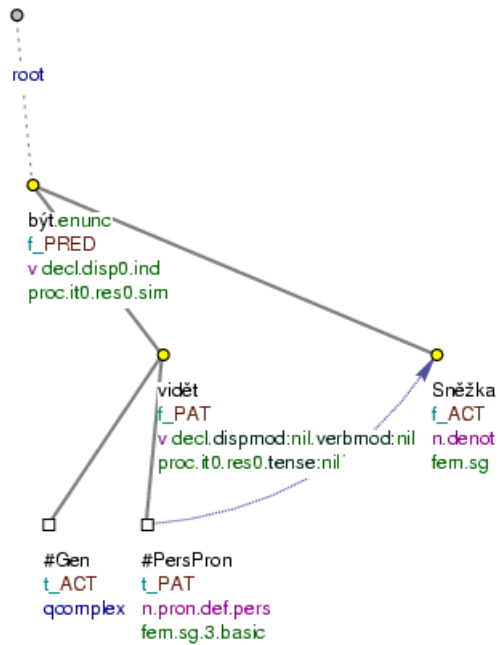 root
být.enunc
f_PRED
v decl.disp0.ind
proc.it0.res0.sim
vidět
f_PAT
v decl.dispmod:nil.verbmod:nil
proc.it0.res0.tense:nil
Sněžka
f_ACT
n.denot
fem.sg
#Gen
t_ACT
qcomplex
#PersPron
t_PAT
n.pron.def.pers
fem.sg.3.basic